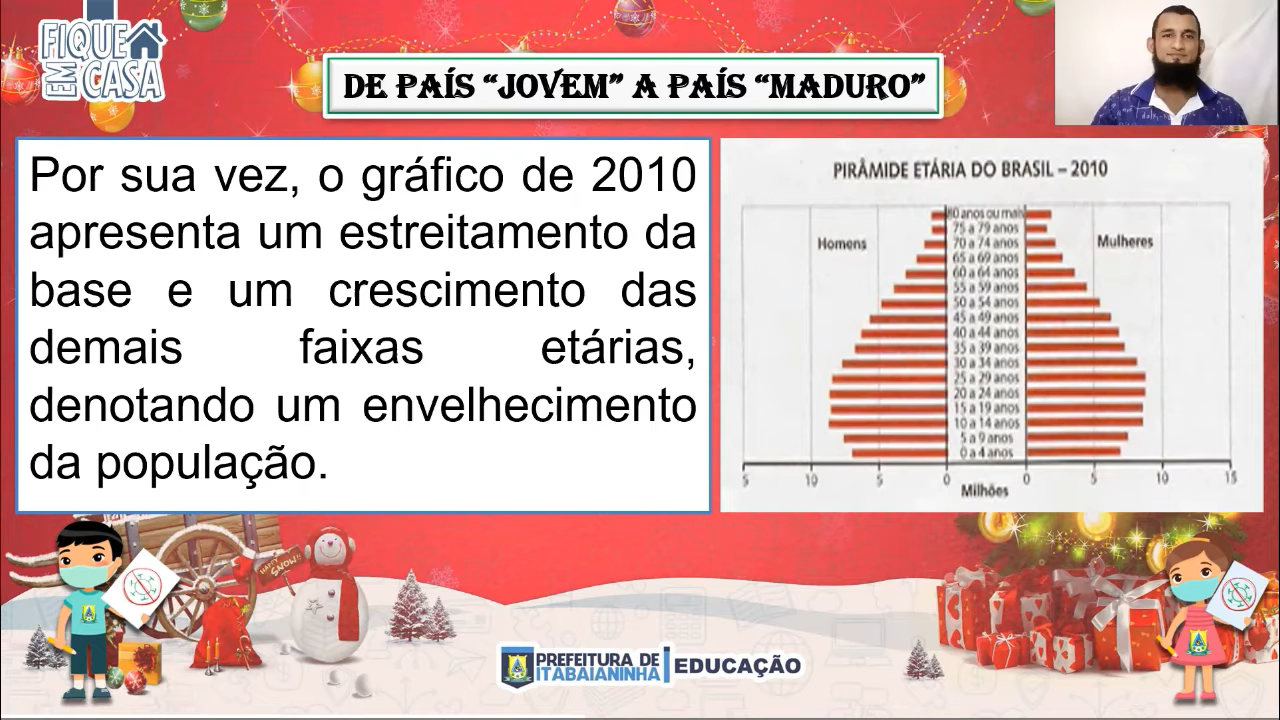 FIQUE
EM CASA
DE PAÍS “JOVEM” A PAÍS “MADURO”
Por sua vez, o gráfico de 2010
apresenta um estreitamento da
base e um crescimento das
demais faixas etárias,
denotando um envelhecimento
da população.
PIRÂMIDE ETÁRIA DO BRASIL – 2010
Homens
Mulheres
80 anos ou mais
75 a 79 anos
70 a 74 anos
65 a 69 anos
60 a 64 anos
55 a 59 anos
50 a 54 anos
45 a 49 anos
40 a 44 anos
35 a 39 anos
30 a 34 anos
25 a 29 anos
20 a 24 anos
15 a 19 anos
10 a 14 anos
5 a 9 anos
0 a 4 anos
5 10 5 0 0 5 10 15
Milhões
HAPPY
SNOW!!
PREFEITURA DE
ITABAIANINHA
EDUCAÇÃO